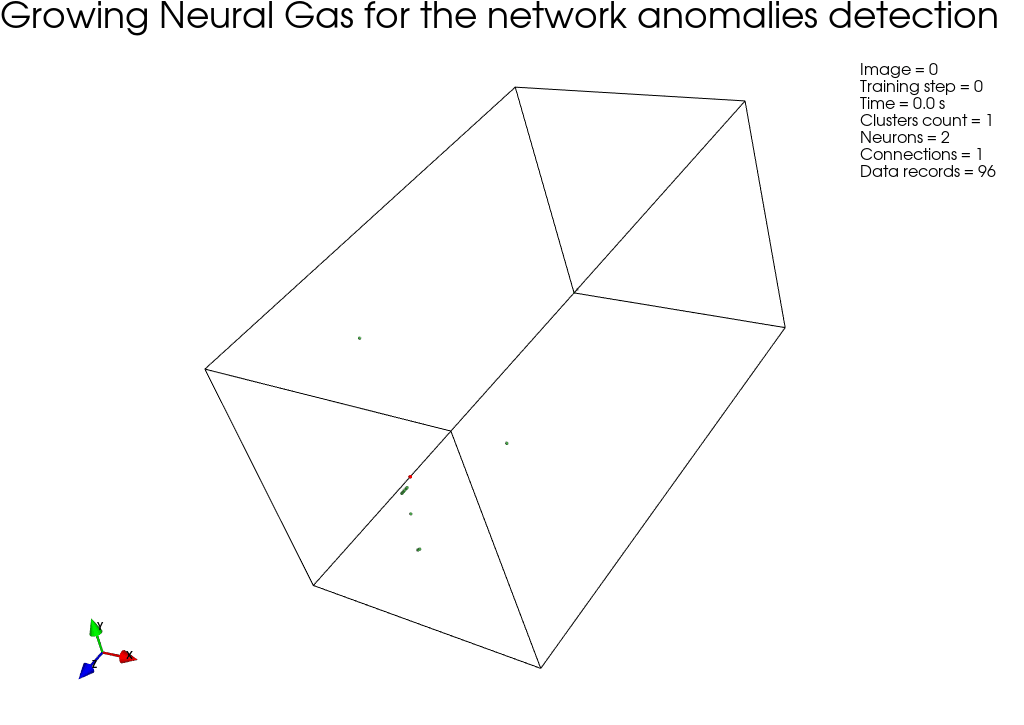 Growing Neural Gas for the network anomalies detection
Image = 0
Training step = 0
Time = 0.0 s
Clusters count = 1
Neurons = 2
Connections = 1
Data records = 96
Y
X
Z